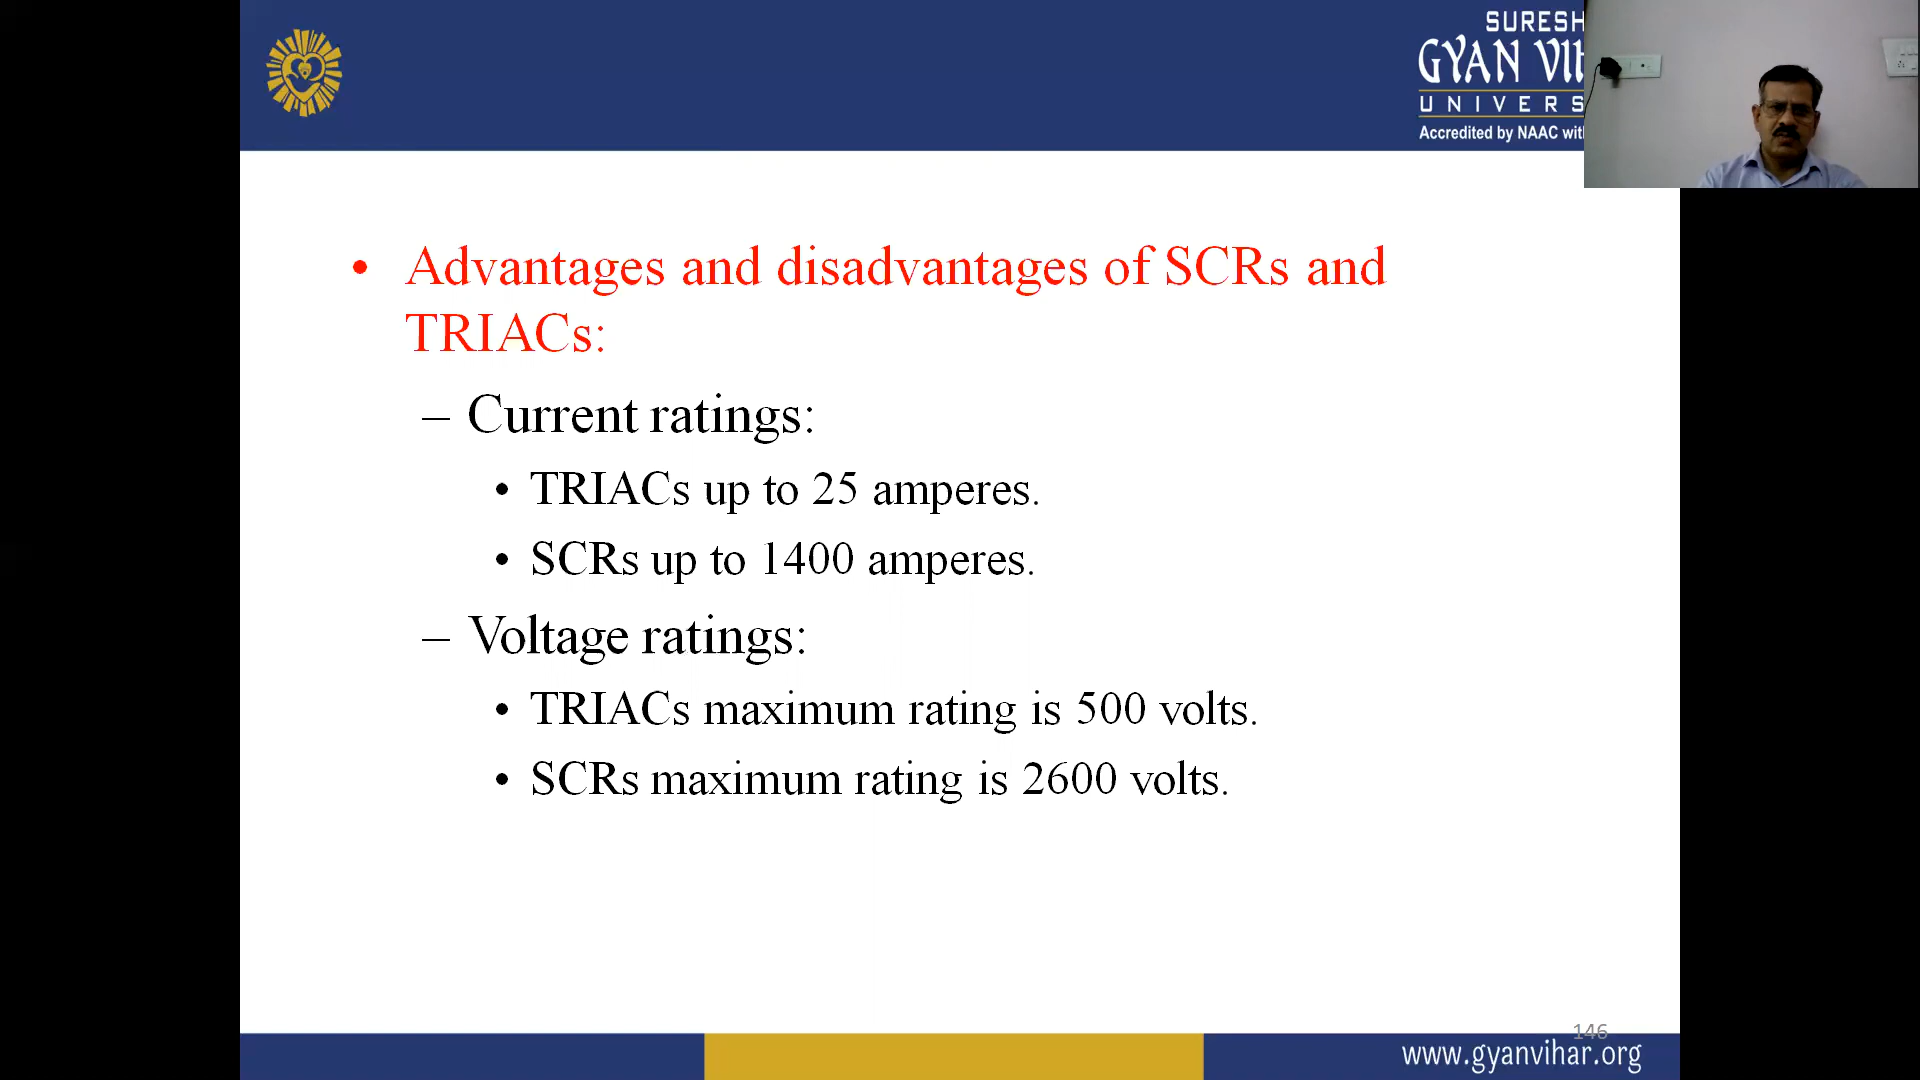 SURESH
GYAN VIH
UNIVERS
Accredited by NAAC with
• Advantages and disadvantages of SCRs and
TRIACs:
– Current ratings:
• TRIACs up to 25 amperes.
• SCRs up to 1400 amperes.
– Voltage ratings:
• TRIACs maximum rating is 500 volts.
• SCRs maximum rating is 2600 volts.
146
www.gyanvihar.org